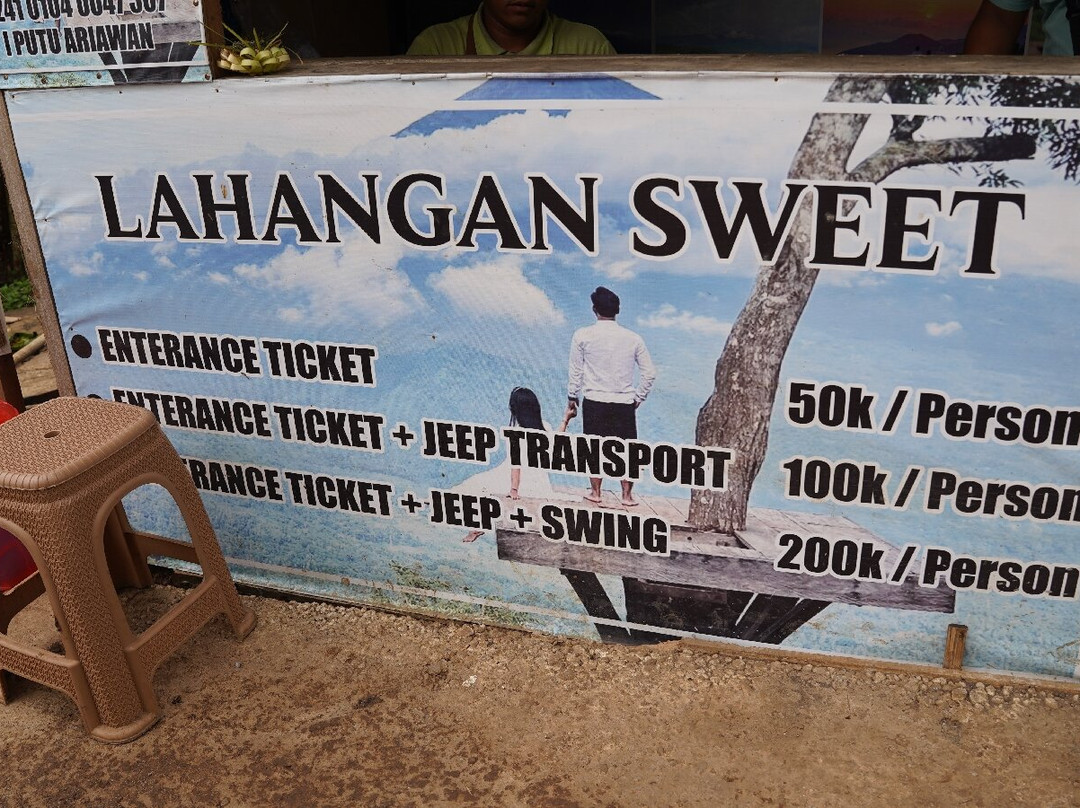 I PUTU ARIAWAN
LAHANGAN SWEET
ENTERANCE TICKET 50k / Person
ENTERANCE TICKET + JEEP TRANSPORT 100k / Person
RANCE TICKET + JEEP + SWING 200k / Person